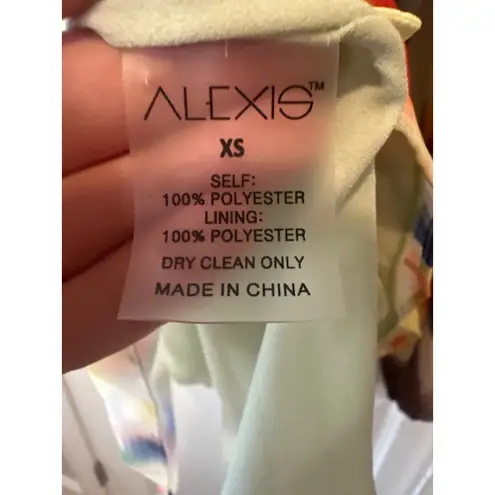 ALEXIS™
XS
SELF:
100% POLYESTER
LINING:
100% POLYESTER
DRY CLEAN ONLY
MADE IN CHINA